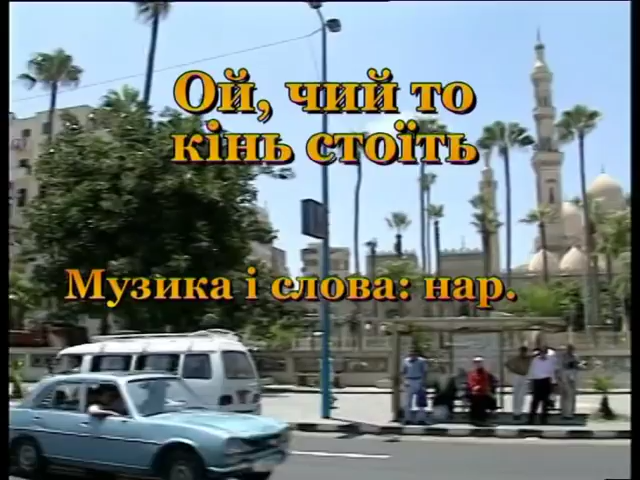 Ой, чий то
кінь стоїть
Музика і слова: нар.